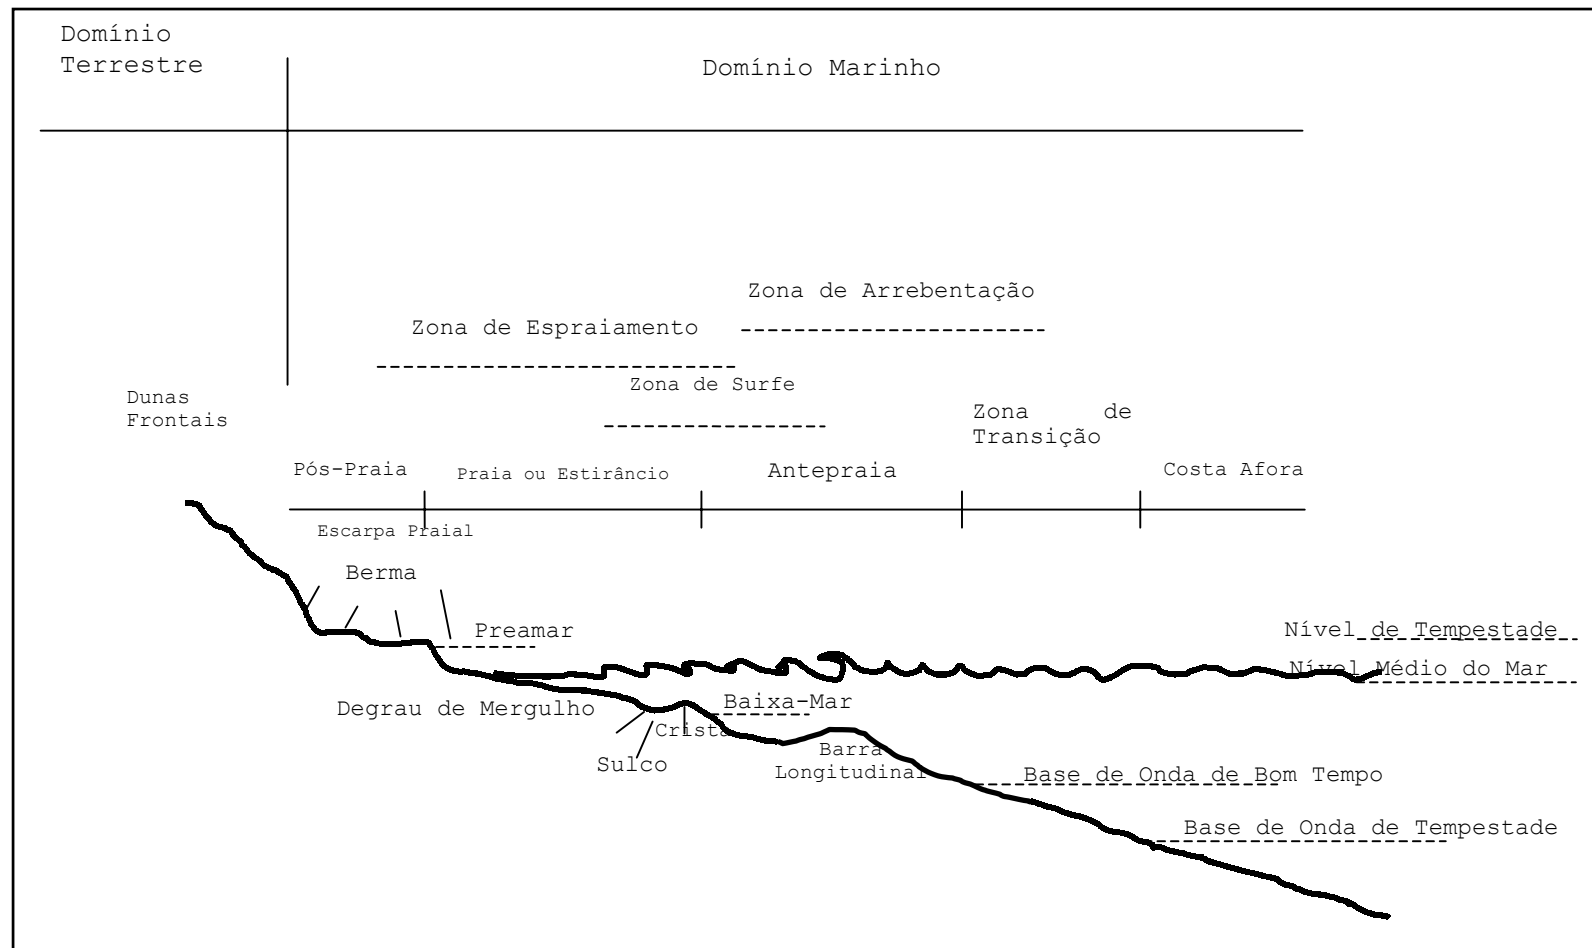 Domínio
Terrestre
Domínio Marinho
Zona de Arrebentação
Zona de Espraiamento
Zona de Surfe
Dunas
Frontais
Zona de
Transição
Pós-Praia
Praia ou Estirâncio
Antepraia
Costa Afora
Escarpa Praial
Berma
Preamar
Nível de Tempestade
Nível Médio do Mar
Degrau de Mergulho
Baixa-Mar
Crista
Sulco
Barra
Longitudinal
Base de Onda de Bom Tempo
Base de Onda de Tempestade